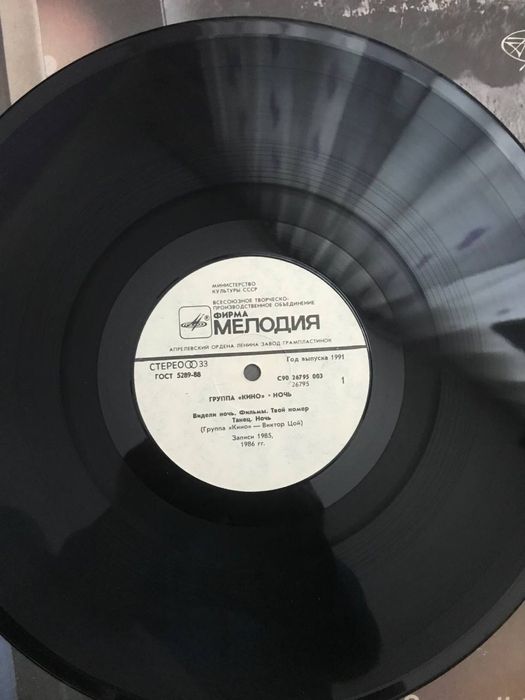 МИНИСТЕРСТВО
КУЛЬТУРЫ СССР
ВСЕСОЮЗНОЕ ТВОРЧЕСКО-
ПРОИЗВОДСТВЕННОЕ ОБЪЕДИНЕНИЕ
ФИРМА
МЕЛОДИЯ
АПРЕЛЕВСКИЙ ОРДЕНА ЛЕНИНА ЗАВОД ГРАМПЛАСТИНОК
СТЕРЕО 33
Год выпуска 1991
ГОСТ 5289-88
С90 26795 003
26795
1
ГРУППА «КИНО» • НОЧЬ
Видели ночь. Фильмы. Твой номер
Танец. Ночь
(Группа «Кино» — Виктор Цой)
Записи 1985,
1986 гг.